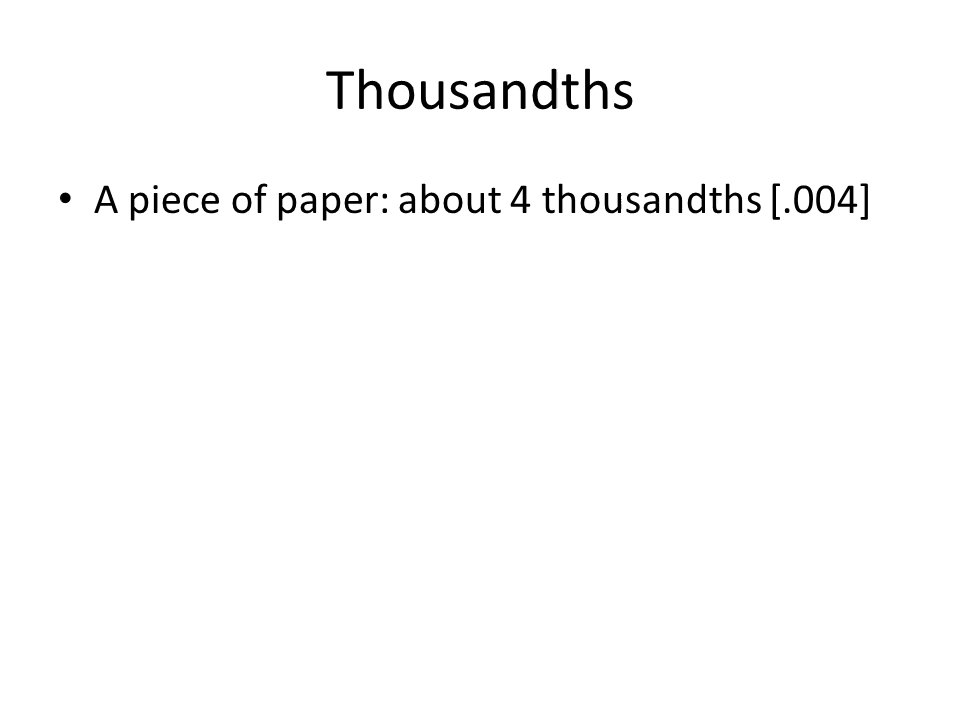 Thousandths
• A piece of paper: about 4 thousandths [.004]